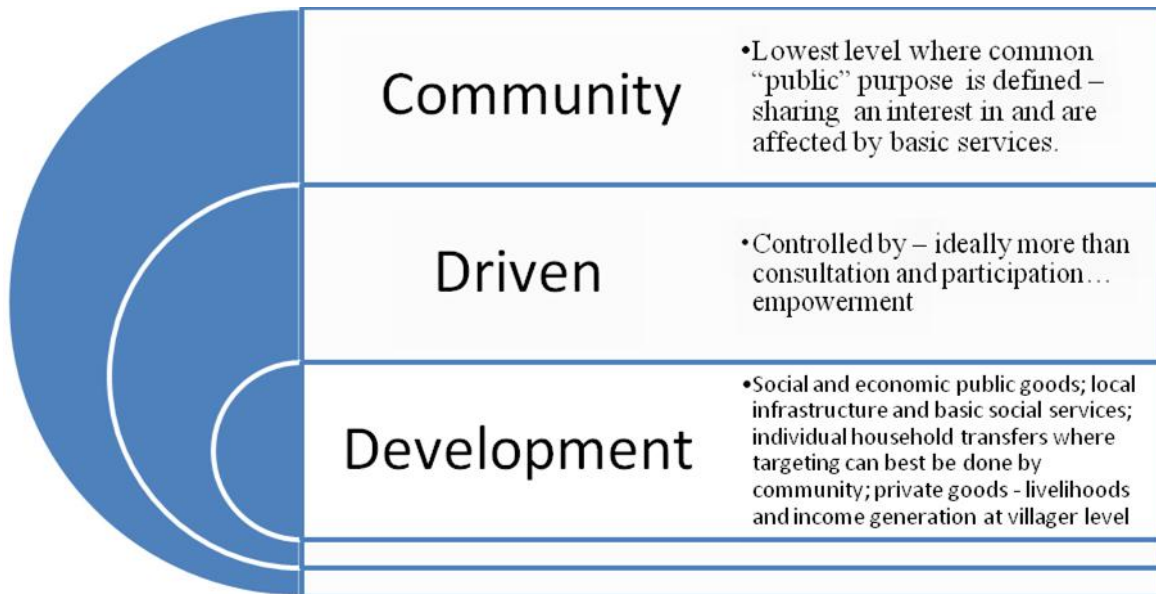 Community
•Lowest level where common
“public” purpose is defined –
sharing an interest in and are
affected by basic services.
Driven
•Controlled by – ideally more than
consultation and participation…
empowerment
Development
•Social and economic public goods; local
infrastructure and basic social services;
individual household transfers where
targeting can best be done by
community; private goods - livelihoods
and income generation at villager level